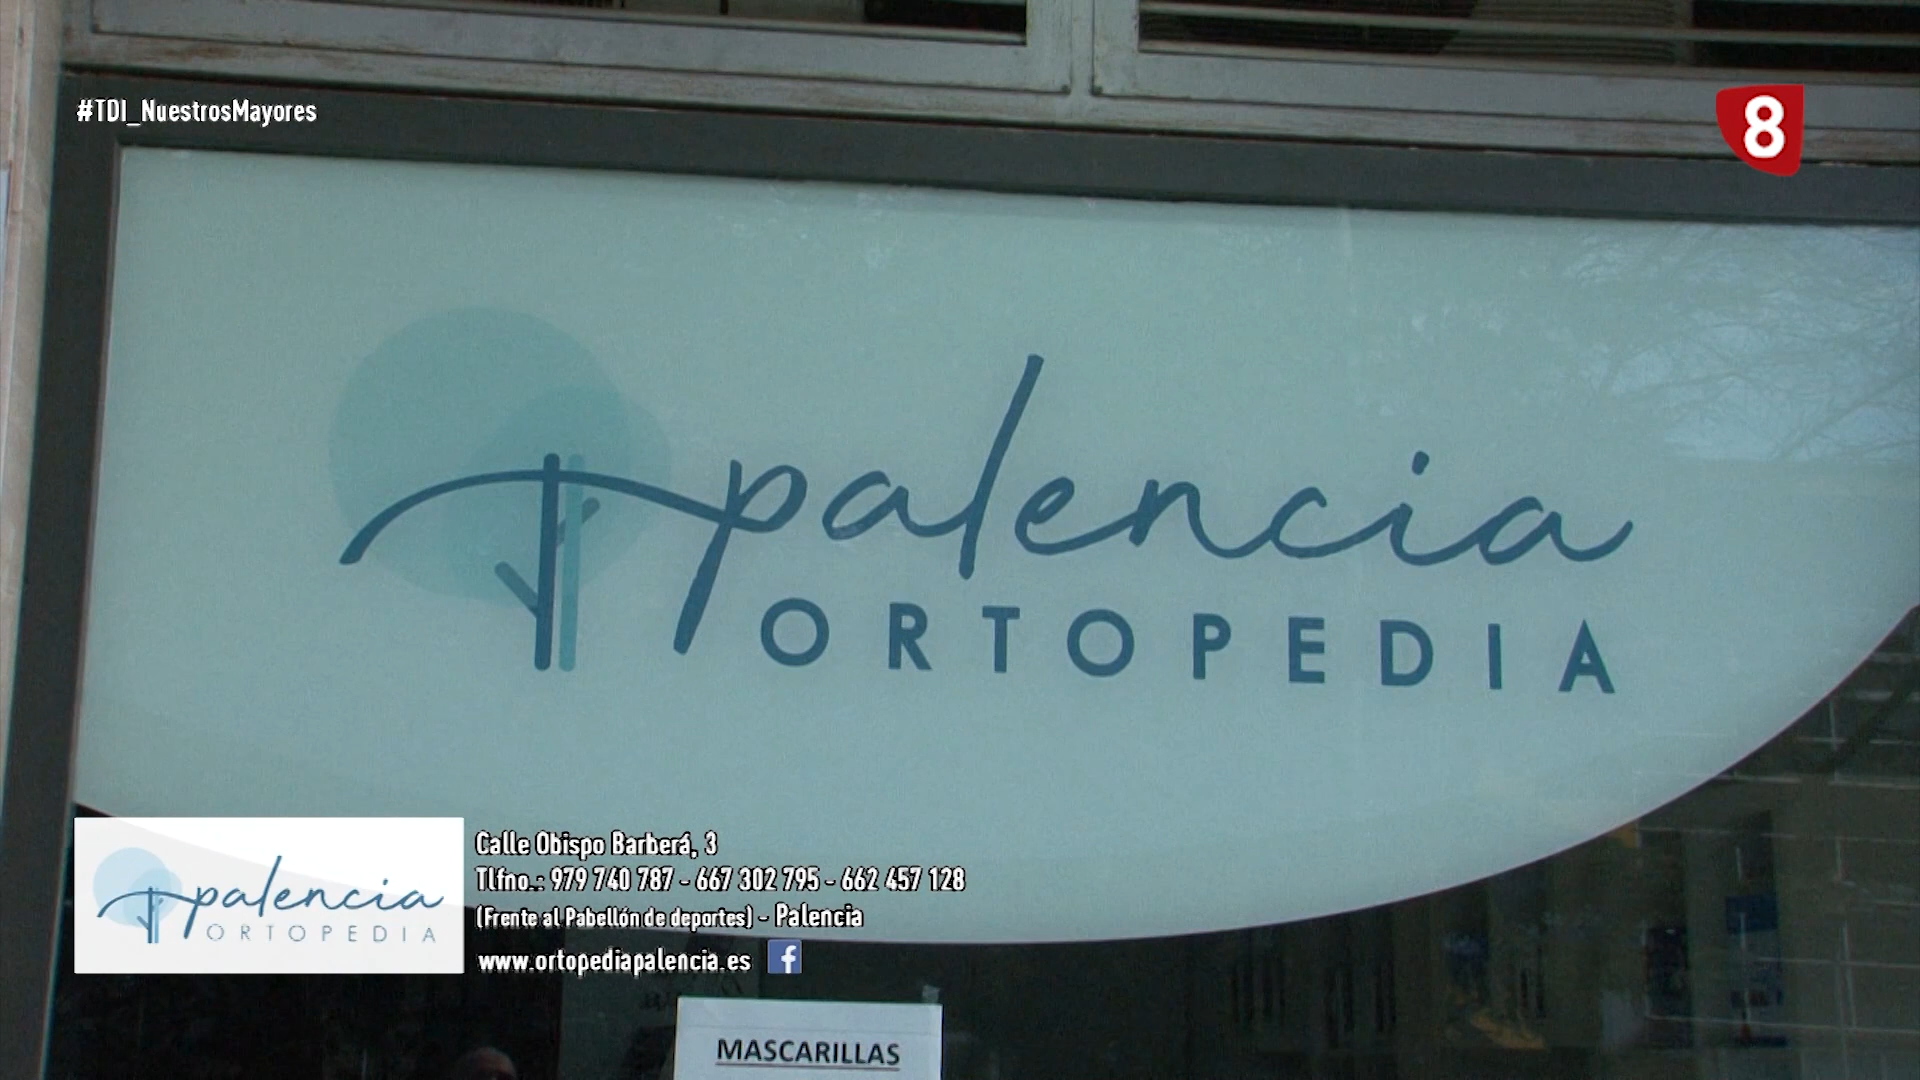 #TDI_NuestrosMayores
8
palencia
ORTOPEDIA
palencia
ORTOPEDIA
Calle Obispo Barberá, 3
Tlfno.: 979 740 787 - 667 302 795 - 662 457 128
(Frente al Pabellón de deportes) - Palencia
www.ortopediapalencia.es f
MASCARILLAS